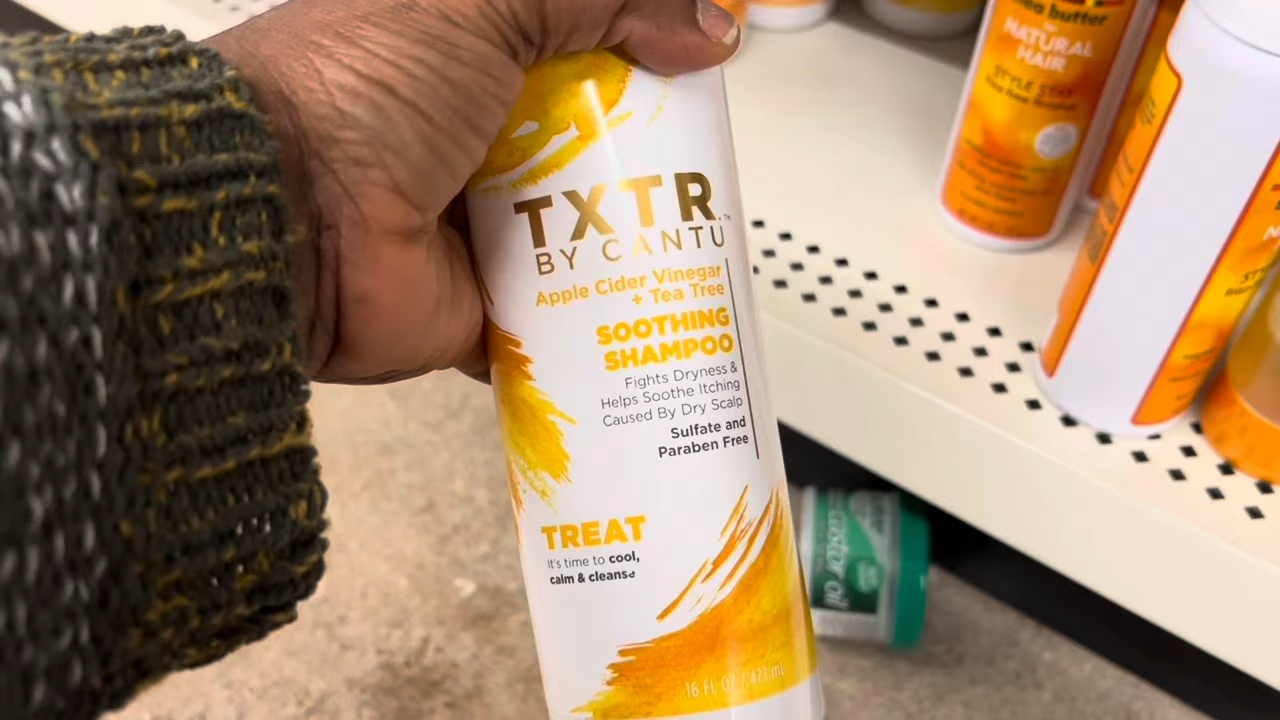 TXTR.™
BY CANTU
Apple Cider Vinegar
+ Tea Tree
SOOTHING
SHAMPOO
Fights Dryness &
Helps Soothe Itching
Caused By Dry Scalp
Sulfate and
Paraben Free
TREAT
It's time to cool,
calm & cleanse
16 FL OZ / 473 mL
butter
NATURAL
HAIR
STYLE STAY
castor oil